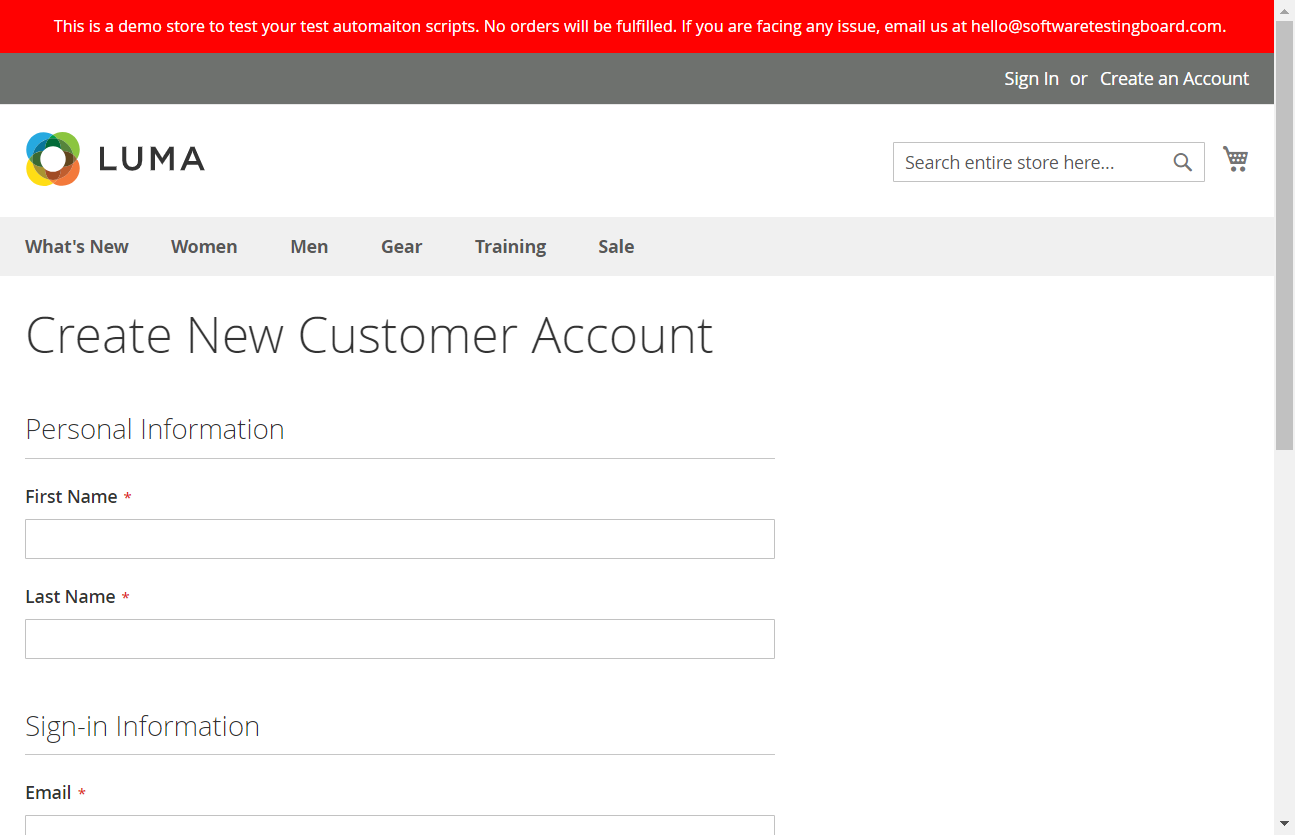 This is a demo store to test your test automaiton scripts. No orders will be fulfilled. If you are facing any issue, email us at hello@softwaretestingboard.com.
Sign In or Create an Account
LUMA
Search entire store here...
What's New Women Men Gear Training Sale
Create New Customer Account
Personal Information
First Name *
Last Name *
Sign-in Information
Email *